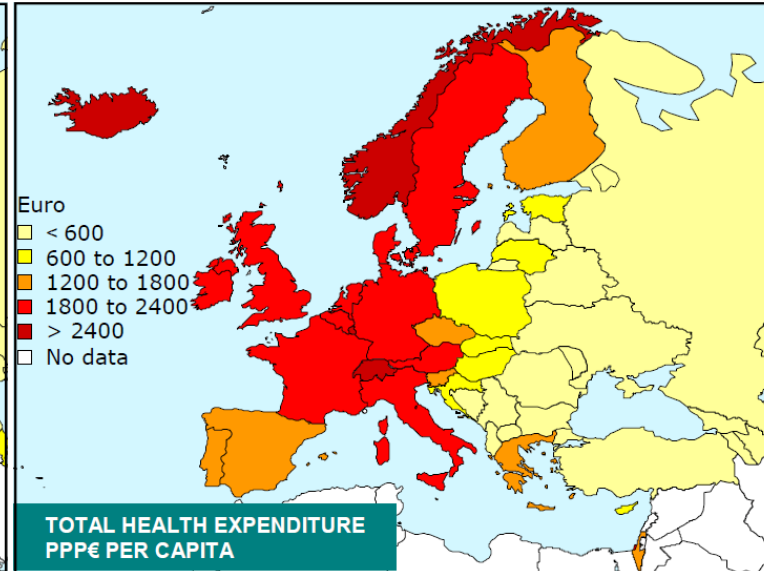 Euro
< 600
600 to 1200
1200 to 1800
1800 to 2400
> 2400
No data
TOTAL HEALTH EXPENDITURE
PPP€ PER CAPITA